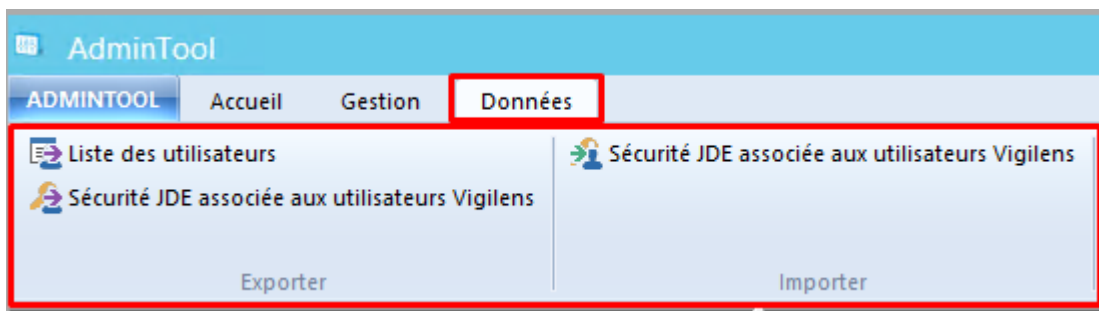 AdminTool
ADMINTOOL Accueil Gestion Données
Liste des utilisateurs
Sécurité JDE associée aux utilisateurs Vigilens
Exporter
Sécurité JDE associée aux utilisateurs Vigilens
Importer